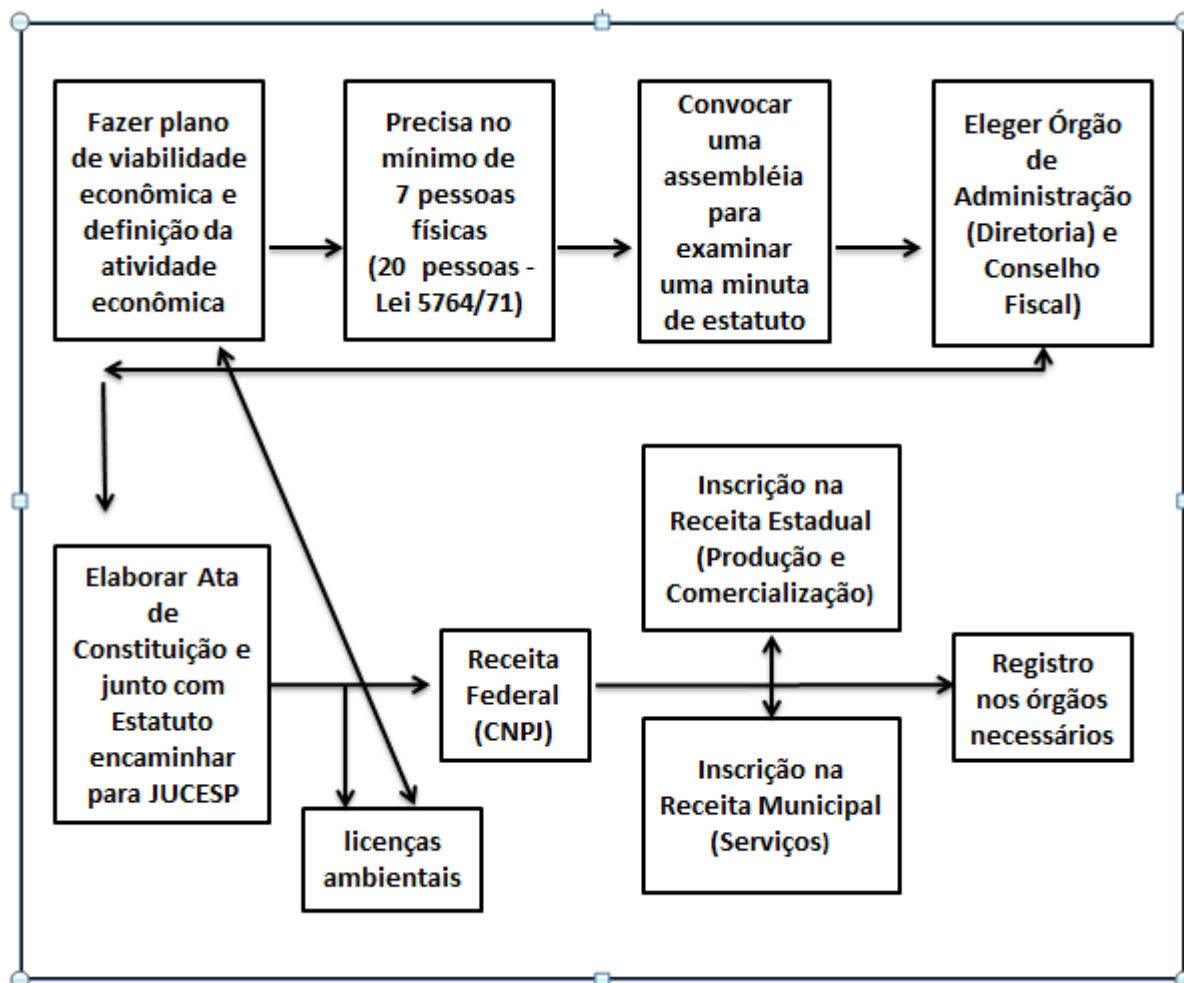 Fazer plano
de viabilidade
econômica e
definição da
atividade
econômica
Precisa no
mínimo de
7 pessoas
físicas
(20 pessoas -
Lei 5764/71)
Convocar
uma
assembléia
para
examinar
uma minuta
de estatuto
Eleger Órgão
de
Administração
(Diretoria) e
Conselho
Fiscal)
Elaborar Ata
de
Constituição e
junto com
Estatuto
encaminhar
para JUCESP
licenças
ambientais
Receita
Federal
(CNPJ)
Inscrição na
Receita Estadual
(Produção e
Comercialização)
Inscrição na
Receita Municipal
(Serviços)
Registro
nos órgãos
necessários